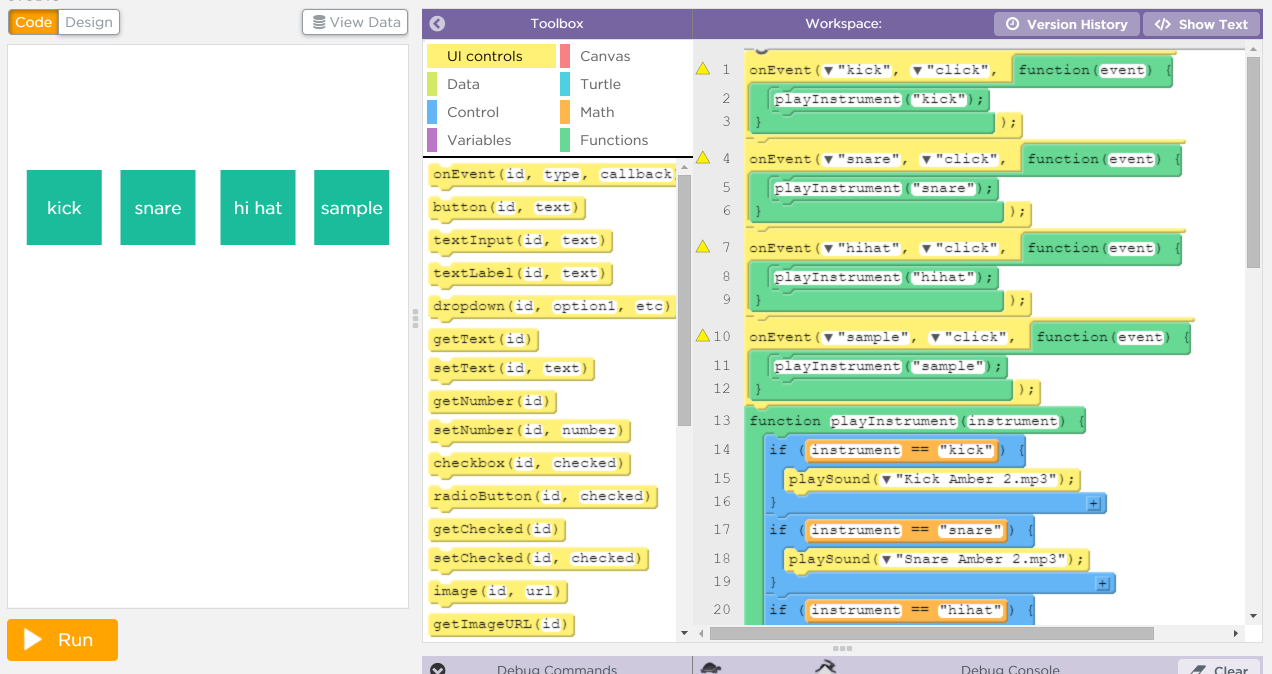 Code Design View Data
kick snare hi hat sample
Run
Toolbox
UI controls Canvas
Data Turtle
Control Math
Variables Functions
onEvent(id, type, callback
button(id, text)
textInput(id, text)
textLabel(id, text)
dropdown(id, option1, etc)
getText(id)
setText(id, text)
getNumber(id)
setNumber(id, number)
checkbox(id, checked)
radioButton(id, checked)
getChecked(id)
setChecked(id, checked)
image(id, url)
getImageURL(id)
Workspace: Version History </> Show Text
1 onEvent(▼"kick", ▼"click", function(event) {
2 playInstrument("kick");
3 } );
4 onEvent(▼"snare", ▼"click", function(event) {
5 playInstrument("snare");
6 } );
7 onEvent(▼"hihat", ▼"click", function(event) {
8 playInstrument("hihat");
9 } );
10 onEvent(▼"sample", ▼"click", function(event) {
11 playInstrument("sample");
12 } );
13 function playInstrument(instrument) {
14 if (instrument == "kick") {
15 playSound(▼"Kick Amber 2.mp3");
16 } +
17 if (instrument == "snare") {
18 playSound(▼"Snare Amber 2.mp3");
19 } +
20 if (instrument == "hihat") {
Debug Commands Debug Console Clear